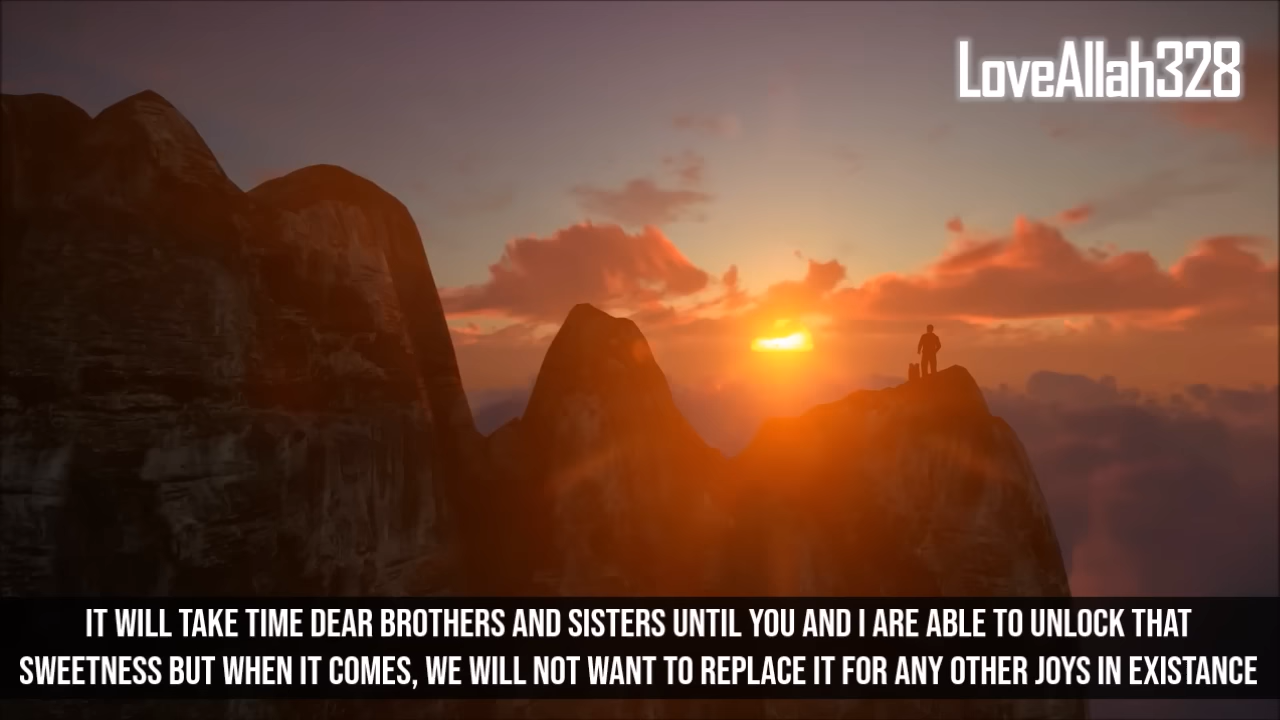 LoveAllah328
IT WILL TAKE TIME DEAR BROTHERS AND SISTERS UNTIL YOU AND I ARE ABLE TO UNLOCK THAT
SWEETNESS BUT WHEN IT COMES, WE WILL NOT WANT TO REPLACE IT FOR ANY OTHER JOYS IN EXISTANCE